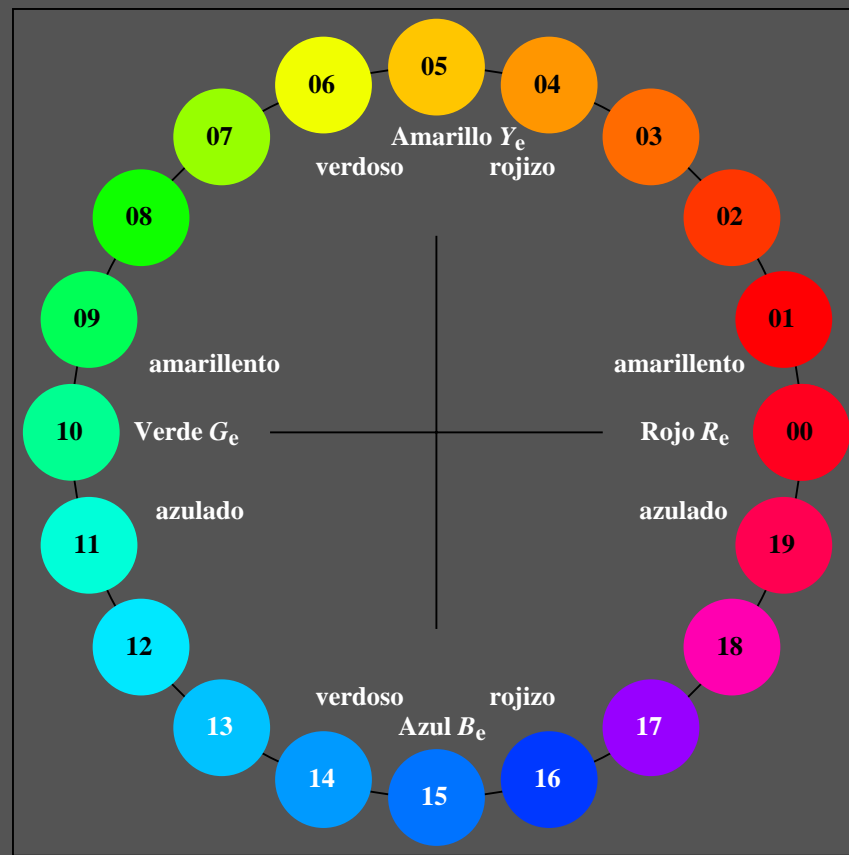 05
06 04
07 Amarillo Ye 03
verdoso rojizo
08 02
09 01
amarillento amarillento
10 Verde Ge Rojo Re 00
azulado azulado
11 19
12 18
verdoso rojizo
13 Azul Be 17
14 16
15